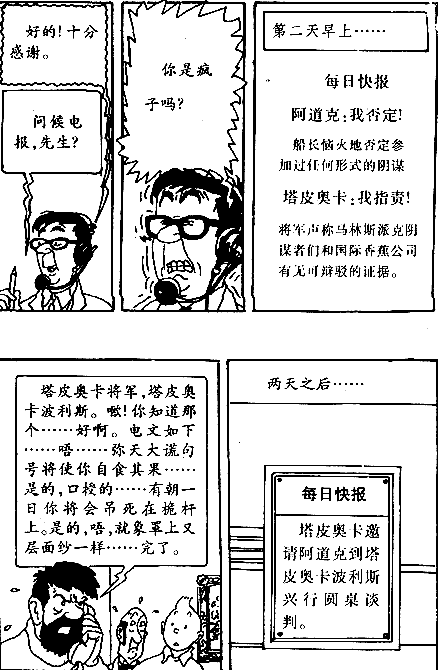 好的！十分
感谢。
问候电
报，先生？
你是疯
子吗？
第二天早上……
每日快报
阿道克：我否定！
船长恼火地否定参
加过任何形式的阴谋
塔皮奥卡：我指责！
将军声称马林斯派克阴
谋者们和国际香蕉公司
有无可辩驳的证据。
塔皮奥卡将军，塔皮奥
卡波利斯。嗽！你知道那
个……好啊。电文如下
……唔……弥天大谎句
号将使你自食其果……
是的，口授的……有朝一
日你将会吊死在桅杆
上。是的，唔，就象罩上又
层面纱一样……完了。
两天之后……
每日快报
塔皮奥卡邀
请阿道克到塔
皮奥卡波利斯
兴行圆桌谈
判。